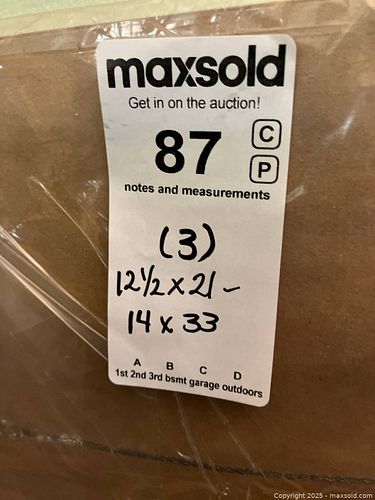 maxsold
Get in on the auction!
87
C
P
notes and measurements
(3)
12 1/2 x 21 -
14 x 33
A B C D
1st 2nd 3rd bsmt garage outdoors
Copyright 2025 - maxsold.com